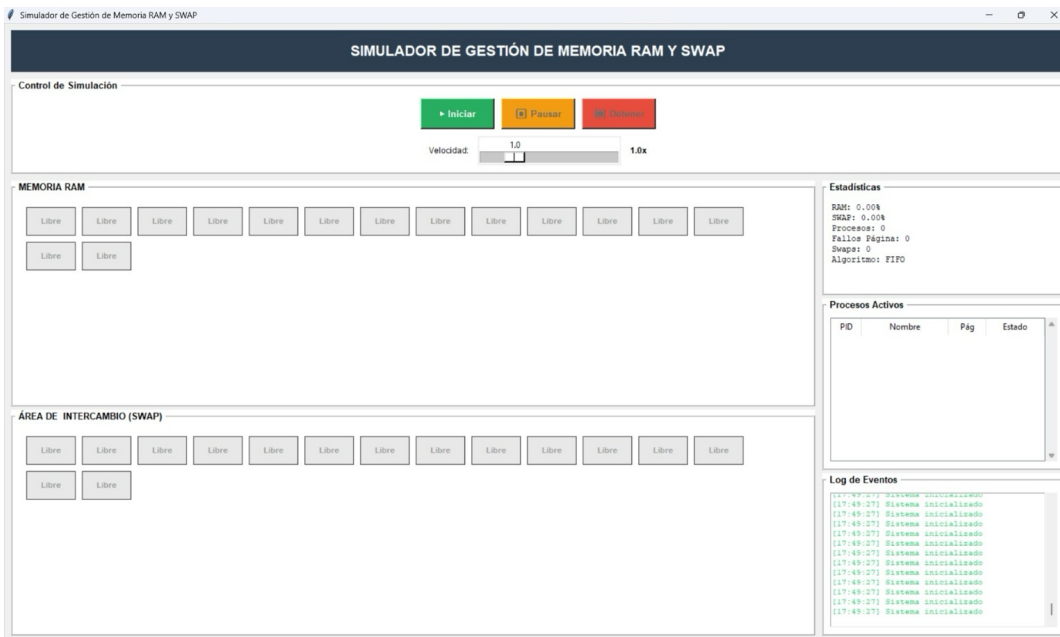 Simulador de Gestión de Memoria RAM y SWAP
SIMULADOR DE GESTIÓN DE MEMORIA RAM Y SWAP
Control de Simulación
Iniciar Pausar Detener
Velocidad: 1.0 1.0x
MEMORIA RAM
Libre Libre Libre Libre Libre Libre Libre Libre Libre Libre Libre Libre Libre
Libre Libre
ÁREA DE INTERCAMBIO (SWAP)
Libre Libre Libre Libre Libre Libre Libre Libre Libre Libre Libre Libre Libre
Libre Libre
Estadísticas
RAM: 0.00%
SWAP: 0.00%
Procesos: 0
Fallos Página: 0
Swaps: 0
Algoritmo: FIFO
Procesos Activos
PID Nombre Pág Estado
Log de Eventos
[17:49:27] Sistema inicializado
[17:49:27] Sistema inicializado
[17:49:27] Sistema inicializado
[17:49:27] Sistema inicializado
[17:49:27] Sistema inicializado
[17:49:27] Sistema inicializado
[17:49:27] Sistema inicializado
[17:49:27] Sistema inicializado
[17:49:27] Sistema inicializado
[17:49:27] Sistema inicializado
[17:49:27] Sistema inicializado
[17:49:27] Sistema inicializado
[17:49:27] Sistema inicializado